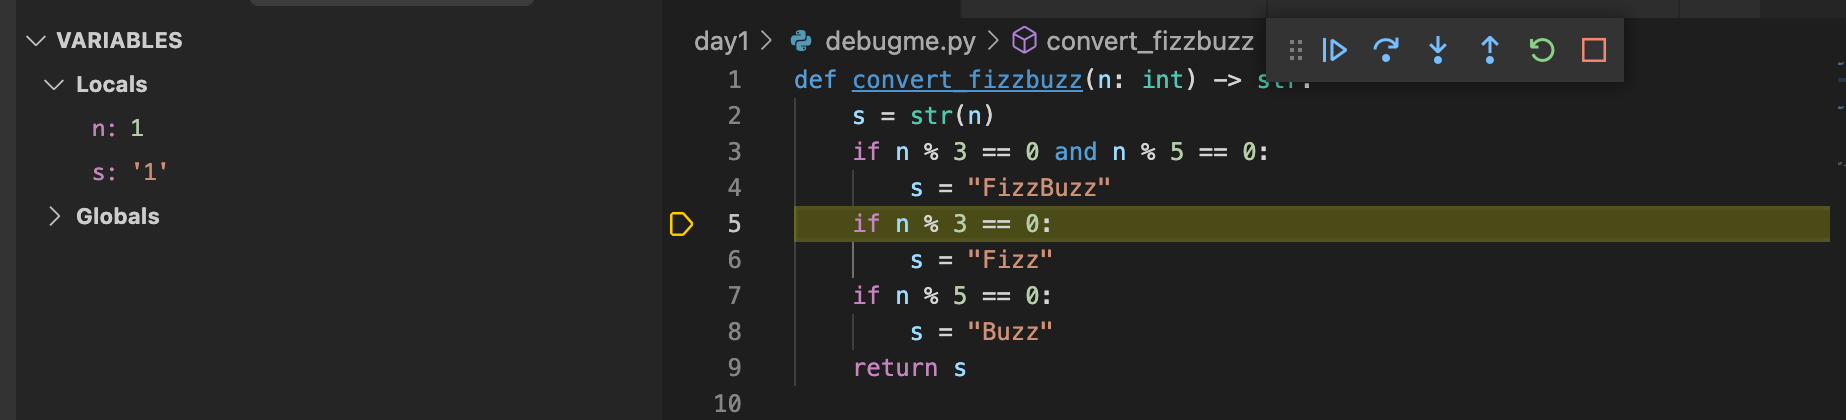 VARIABLES
Locals
n: 1
s: '1'
Globals
day1 > debugme.py > convert_fizzbuzz
1 def convert_fizzbuzz(n: int) -> str:
2 s = str(n)
3 if n % 3 == 0 and n % 5 == 0:
4 s = "FizzBuzz"
5 if n % 3 == 0:
6 s = "Fizz"
7 if n % 5 == 0:
8 s = "Buzz"
9 return s
10